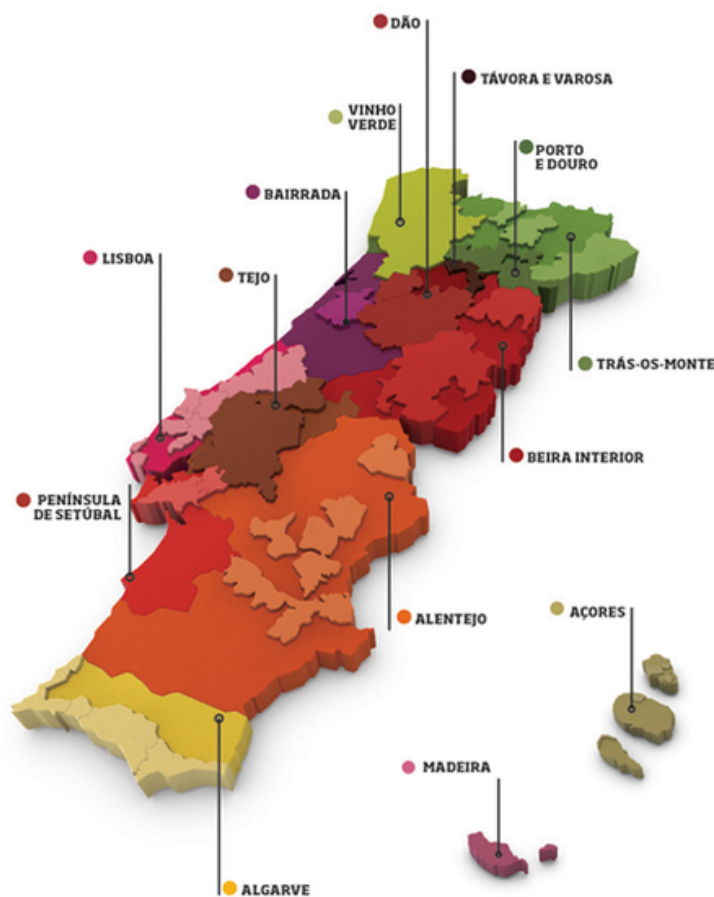 DÃO
TÁVORA E VAROSA
VINHO
VERDE
PORTO
E DOURO
BAIRRADA
LISBOA
TEJO
TRÁS-OS-MONTE
BEIRA INTERIOR
PENÍNSULA
DE SETÚBAL
AÇORES
ALENTEJO
MADEIRA
ALGARVE